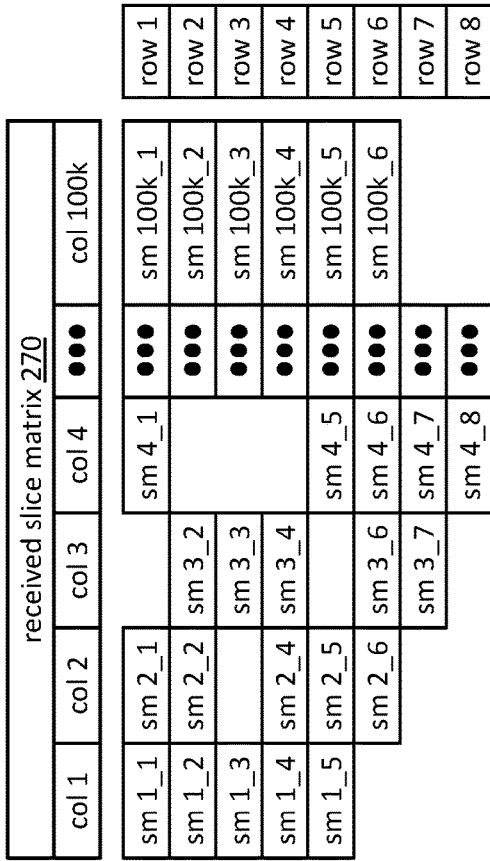 received slice matrix 270
col 1 col 2 col 3 col 4 ●●● col 100k
sm 1_1 sm 2_1 sm 4_1 ●●● sm 100k_1 row 1
sm 1_2 sm 2_2 sm 3_2 ●●● sm 100k_2 row 2
sm 1_3 sm 3_3 ●●● sm 100k_3 row 3
sm 1_4 sm 2_4 sm 3_4 ●●● sm 100k_4 row 4
sm 1_5 sm 2_5 sm 4_5 ●●● sm 100k_5 row 5
sm 2_6 sm 3_6 sm 4_6 ●●● sm 100k_6 row 6
sm 3_7 sm 4_7 ●●● row 7
sm 4_8 ●●● row 8